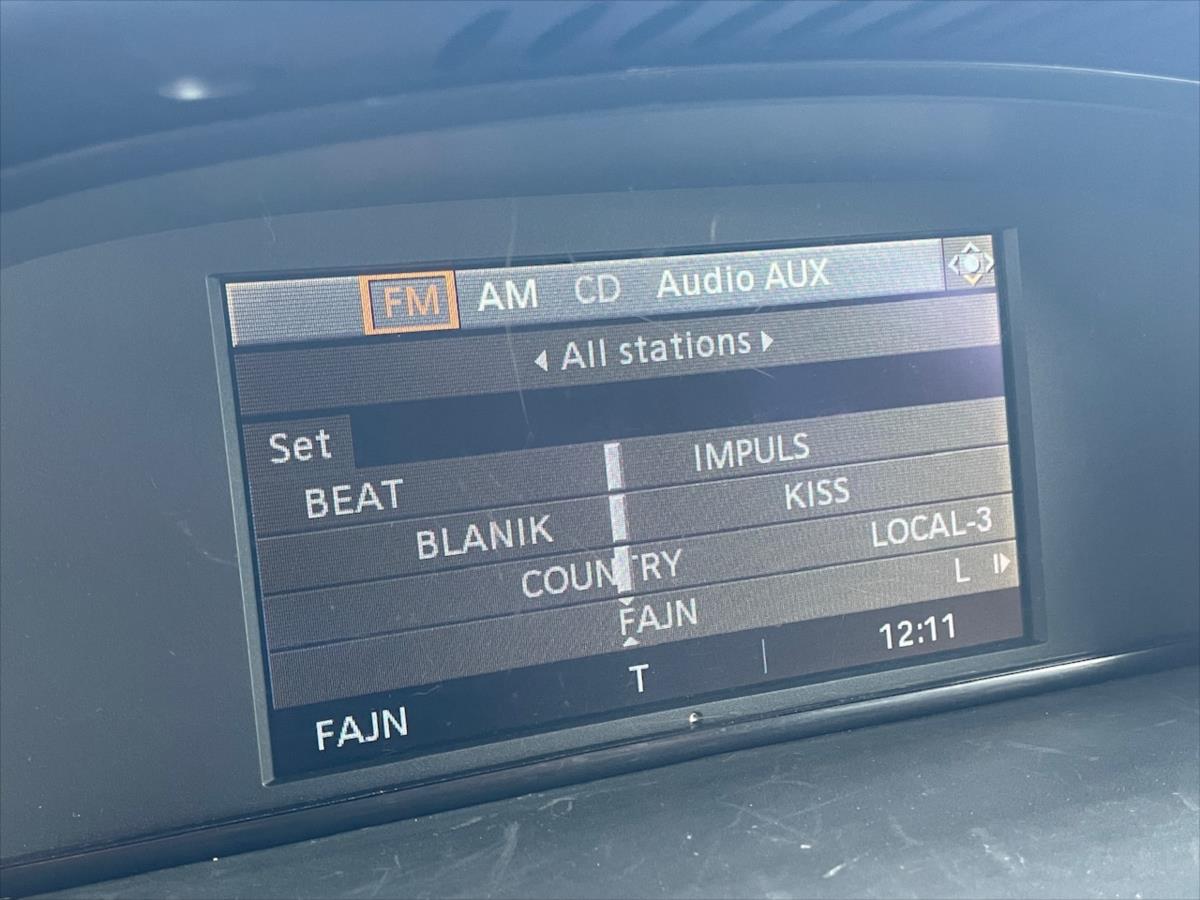 FM AM CD Audio AUX
All stations
Set
BEAT IMPULS
BLANIK KISS
COUNTRY LOCAL-3
FAJN L
FAJN T 12:11